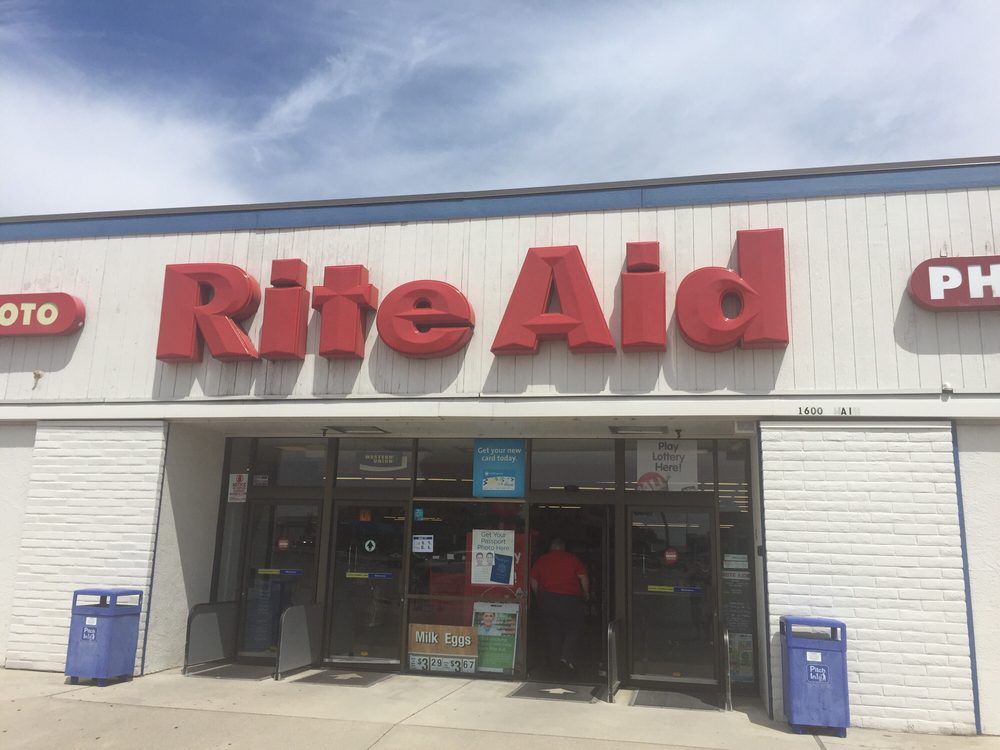 Rite Aid
OTO
PH
1600 MAI
WESTERN
UNION
Get your new
card today.
Play
Lottery
Here!
Get Your
Passport
Photo Here
Milk Eggs
$3 29 $3 67
Pitch
In!
Pitch
In!